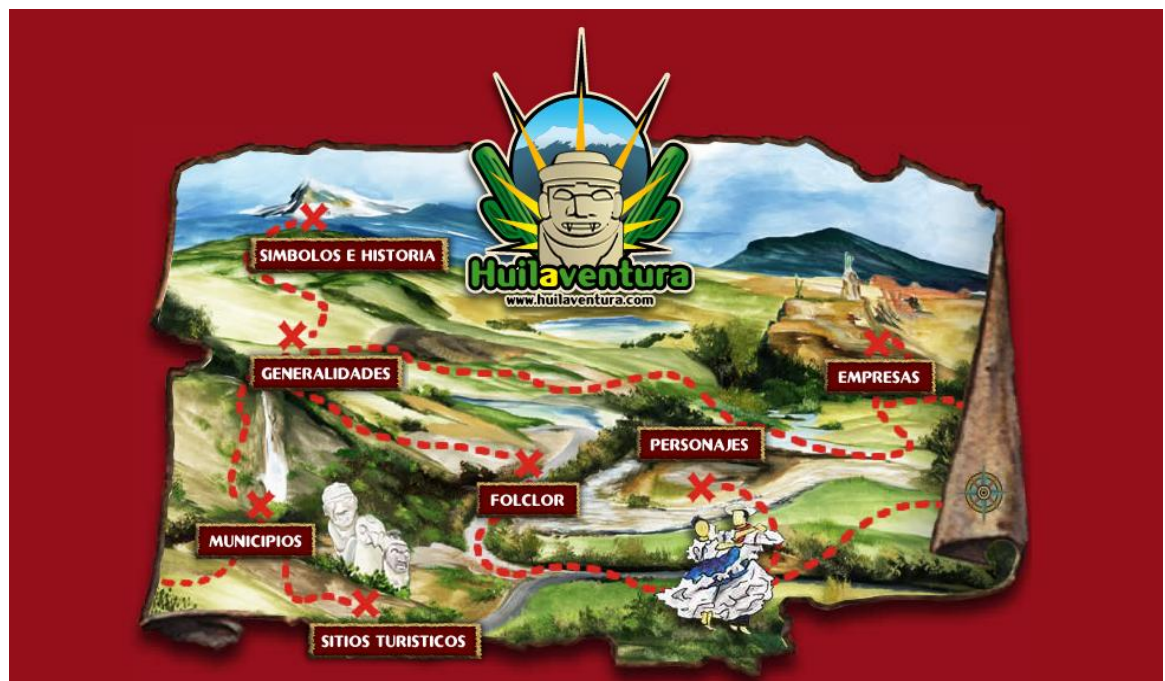 Huilaventura
www.huilaventura.com
SIMBOLOS E HISTORIA
GENERALIDADES
EMPRESAS
PERSONAJES
FOLCLOR
MUNICIPIOS
SITIOS TURISTICOS